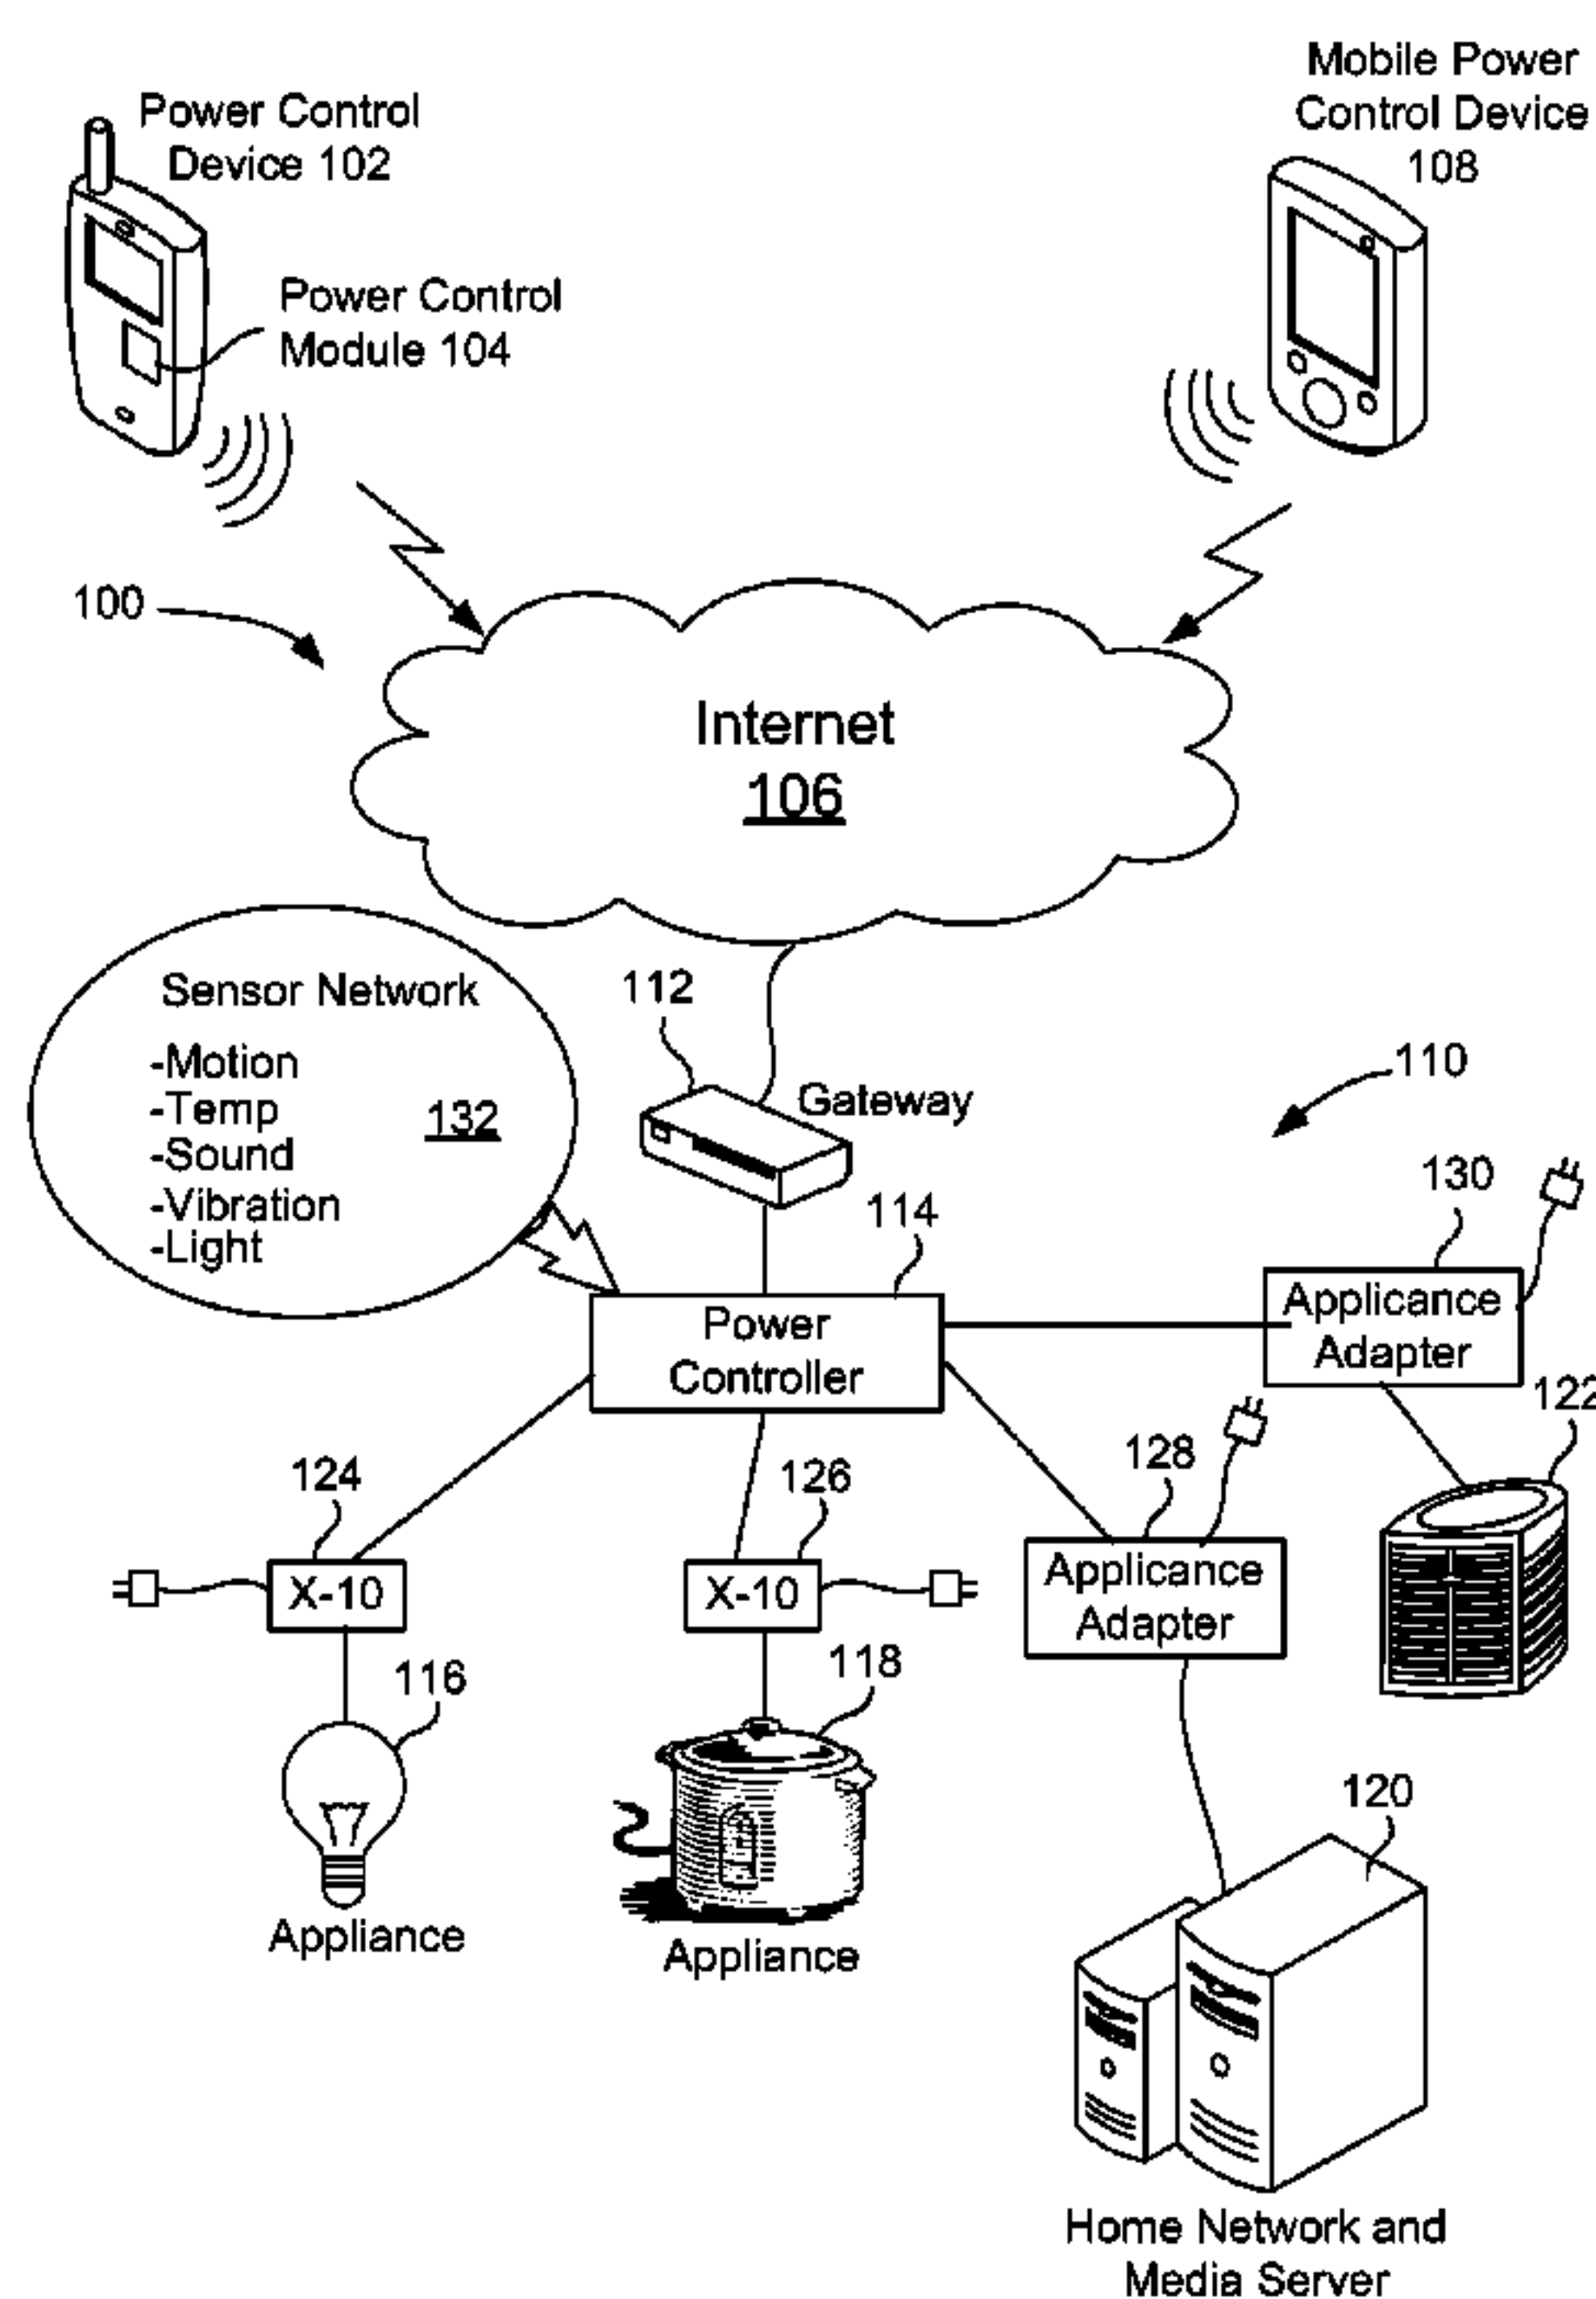 Mobile Power
Control Device
108
Power Control
Device 102
Power Control
Module 104
100
Internet
106
Sensor Network
-Motion
-Temp
-Sound
-Vibration
-Light
132
112
Gateway
110
114
130
Power
Controller
Applicance
Adapter
122
124
126
128
X-10
X-10
Applicance
Adapter
116
118
120
Appliance
Appliance
Home Network and
Media Server